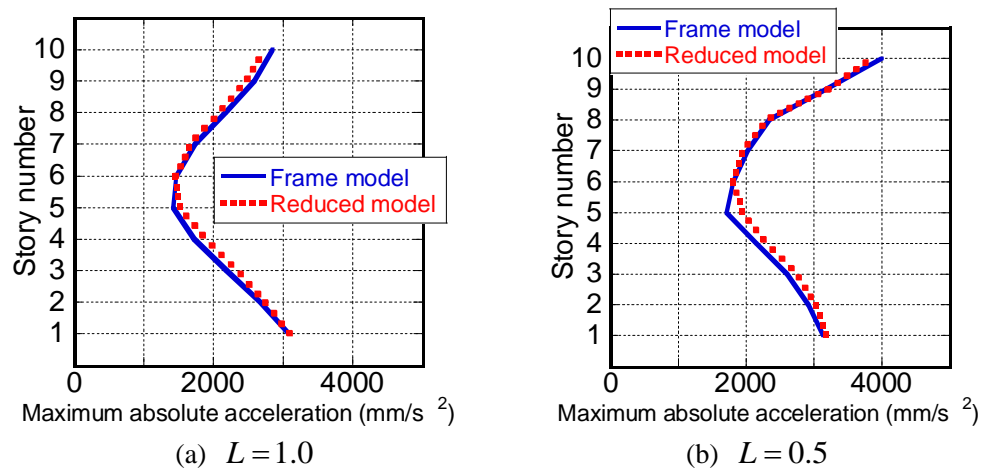 Frame model
Reduced model
Story number
10
9
8
7
6
5
4
3
2
1
0 2000 4000
Maximum absolute acceleration (mm/s ²)
(a) L = 1.0
Frame model
Reduced model
Story number
10
9
8
7
6
5
4
3
2
1
0 2000 4000
Maximum absolute acceleration (mm/s ²)
(b) L = 0.5